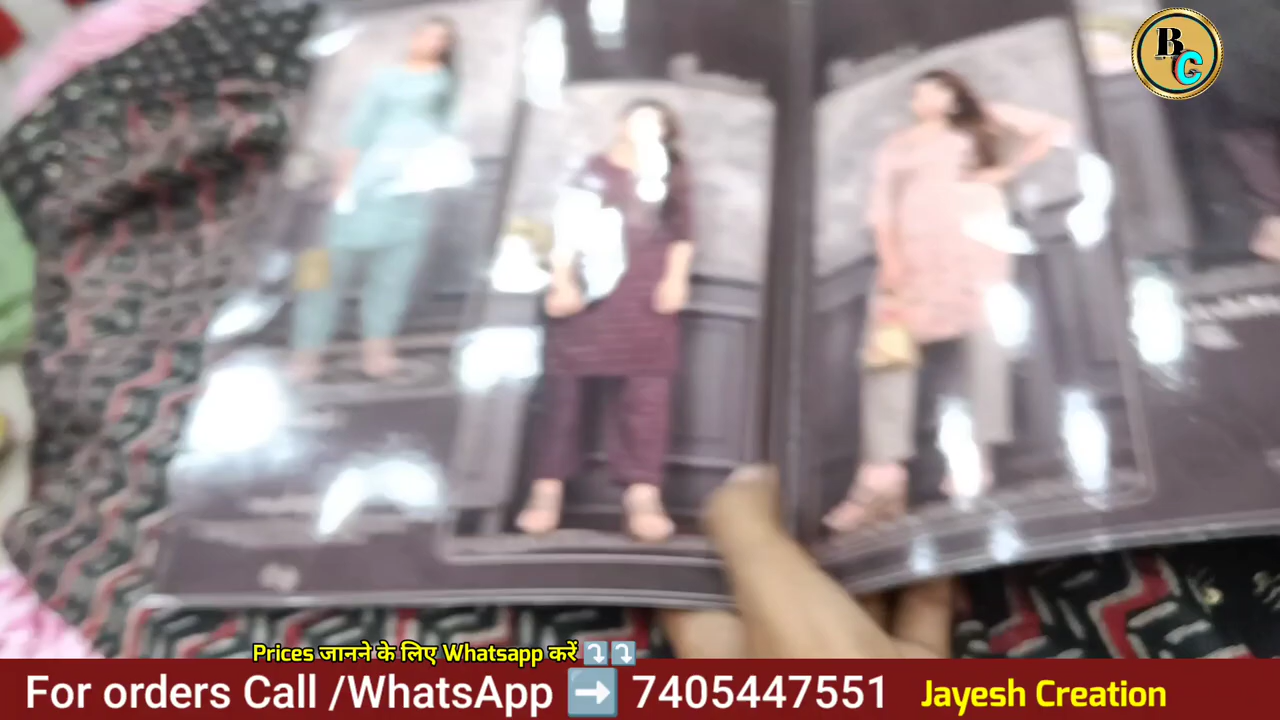 BC
Prices जानने के लिए Whatsapp करें ⤵️⤵️
For orders Call /WhatsApp ➡️ 7405447551 Jayesh Creation